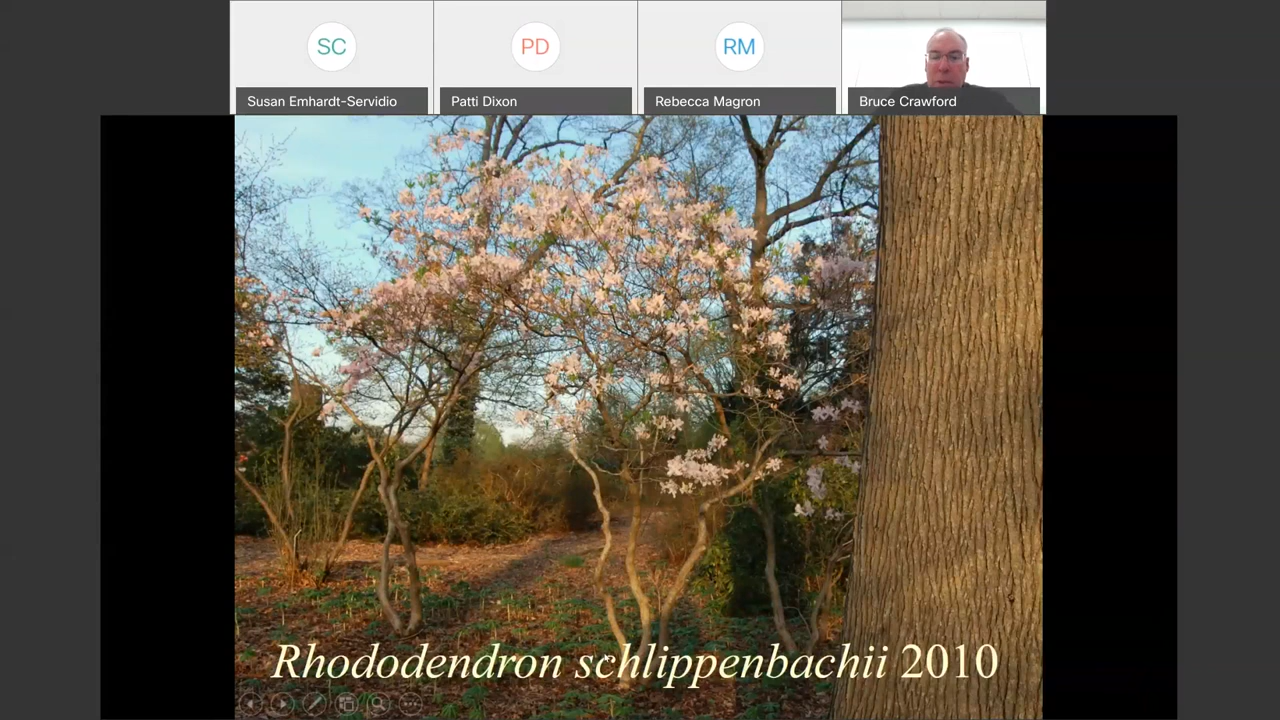 SC
PD
RM
Susan Emhardt-Servidio
Patti Dixon
Rebecca Magron
Bruce Crawford
Rhododendron schlippenbachii 2010